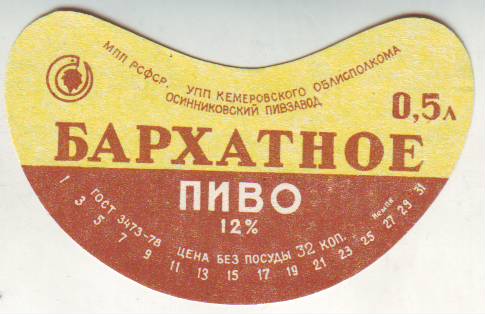 МПП РСФСР. УПП КЕМЕРОВСКОГО ОБЛИСПОЛКОМА
ОСИННИКОВСКИЙ ПИВЗАВОД
0,5л
БАРХАТНОЕ
ПИВО
12%
ГОСТ 3473-78 ЦЕНА БЕЗ ПОСУДЫ 32 КОП.
1 3 5 7 9 11 13 15 17 19 21 23 25 27 29 31